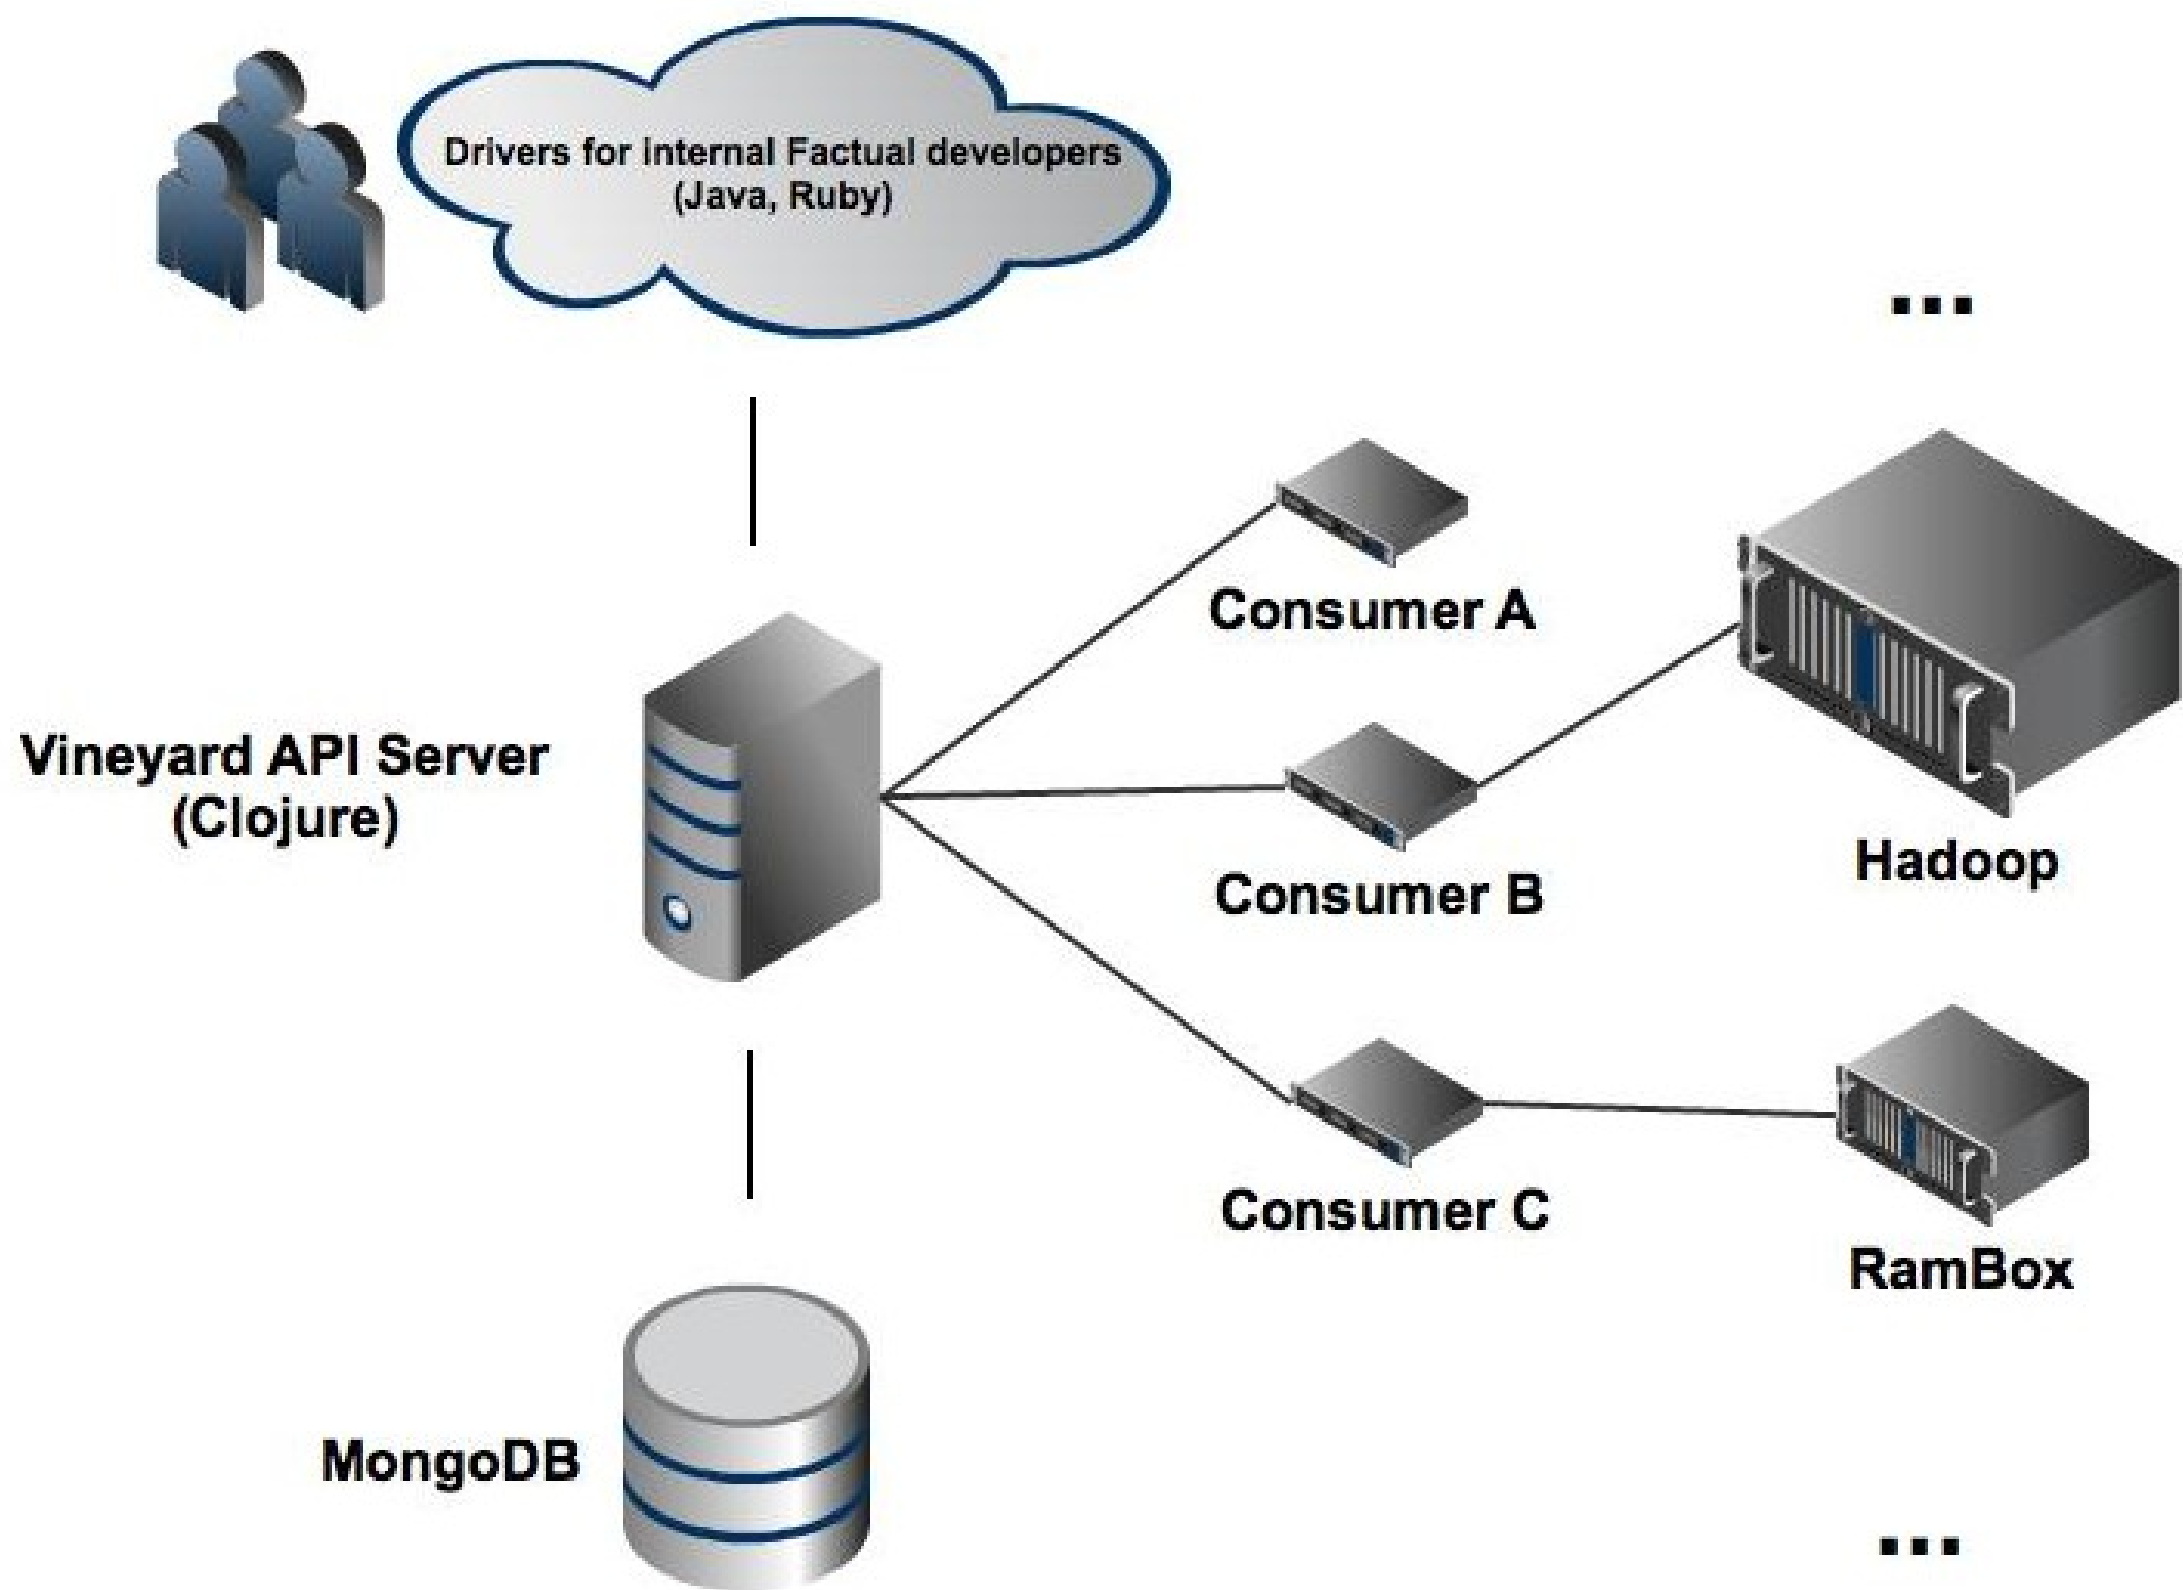 Drivers for internal Factual developers
(Java, Ruby)
...
Consumer A
Vineyard API Server
(Clojure)
Hadoop
Consumer B
Consumer C
RamBox
MongoDB
...